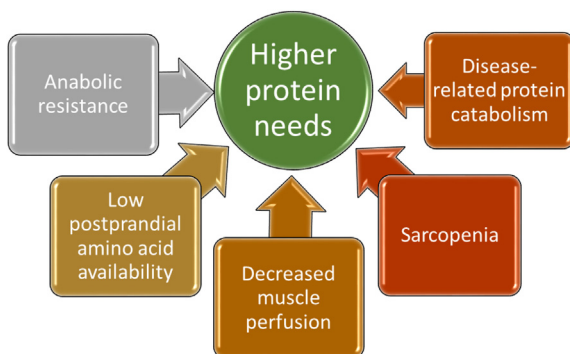 Higher
protein
needs
Anabolic
resistance
Disease-
related protein
catabolism
Low
postprandial
amino acid
availability
Decreased
muscle
perfusion
Sarcopenia